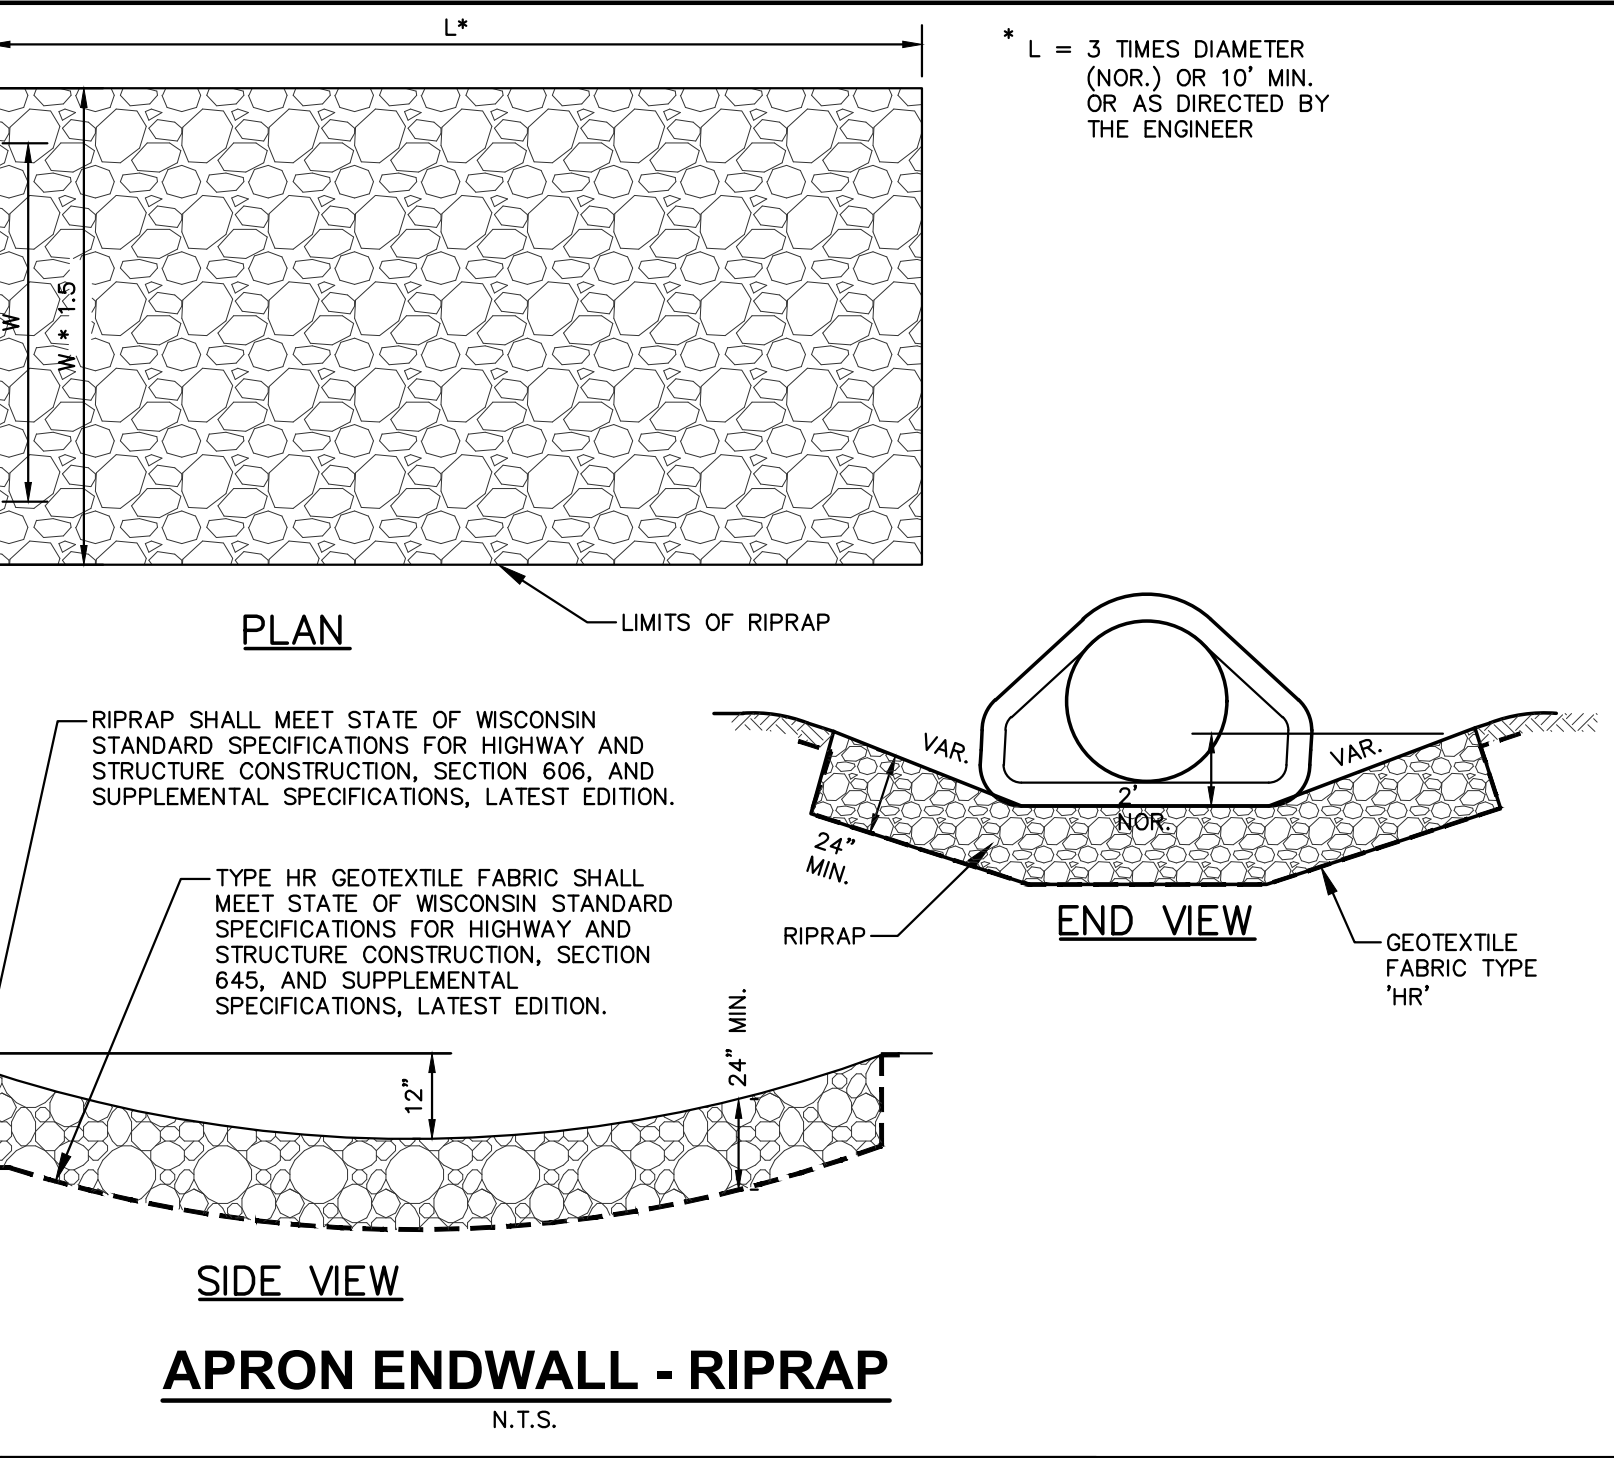 L*
* L = 3 TIMES DIAMETER
(NOR.) OR 10' MIN.
OR AS DIRECTED BY
THE ENGINEER
W
W * 1.5
PLAN
LIMITS OF RIPRAP
RIPRAP SHALL MEET STATE OF WISCONSIN
STANDARD SPECIFICATIONS FOR HIGHWAY AND
STRUCTURE CONSTRUCTION, SECTION 606, AND
SUPPLEMENTAL SPECIFICATIONS, LATEST EDITION.
VAR.
VAR.
2'
NOR.
24"
MIN.
RIPRAP
END VIEW
GEOTEXTILE
FABRIC TYPE
'HR'
TYPE HR GEOTEXTILE FABRIC SHALL
MEET STATE OF WISCONSIN STANDARD
SPECIFICATIONS FOR HIGHWAY AND
STRUCTURE CONSTRUCTION, SECTION
645, AND SUPPLEMENTAL
SPECIFICATIONS, LATEST EDITION.
12"
24" MIN.
SIDE VIEW
APRON ENDWALL - RIPRAP
N.T.S.